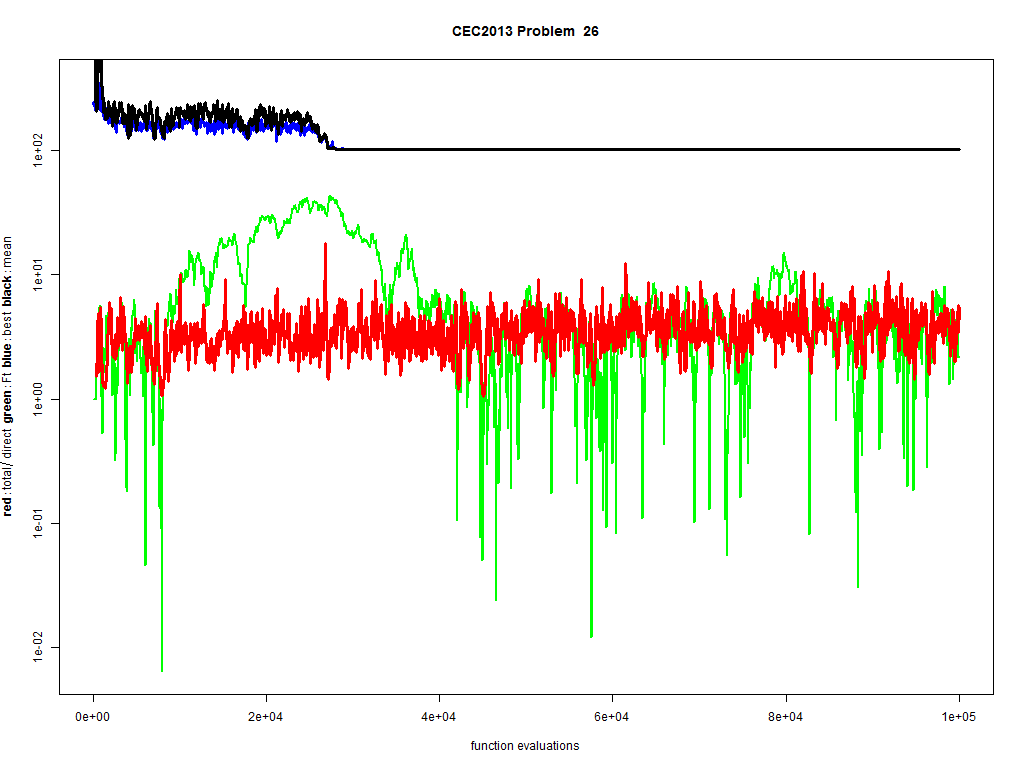 CEC2013 Problem  26
red : total/ direct green : Ft blue : best black : mean
1e+02
1e+01
1e+00
1e-01
1e-02
0e+00 2e+04 4e+04 6e+04 8e+04 1e+05
function evaluations